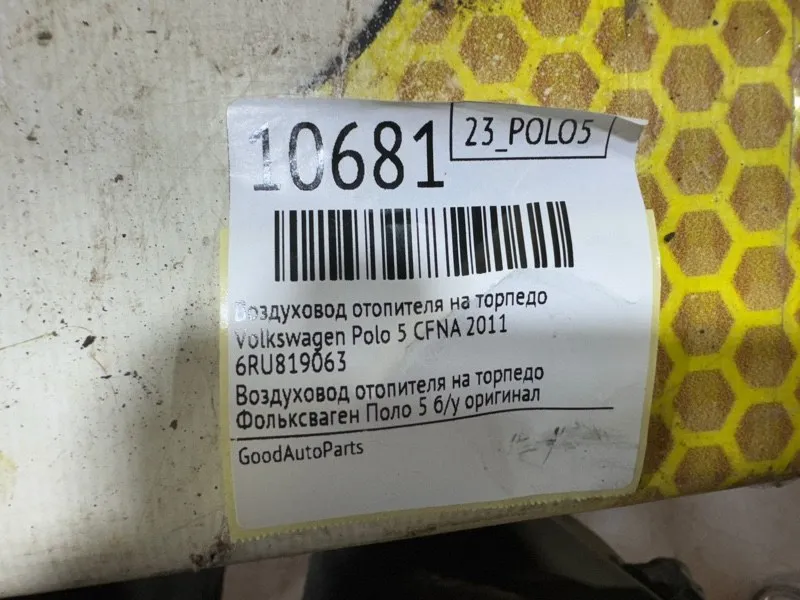 10681
23_POLO5
Воздуховод отопителя на торпедо
Volkswagen Polo 5 CFNA 2011
6RU819063
Воздуховод отопителя на торпедо
Фольксваген Поло 5 б/у оригинал
GoodAutoParts